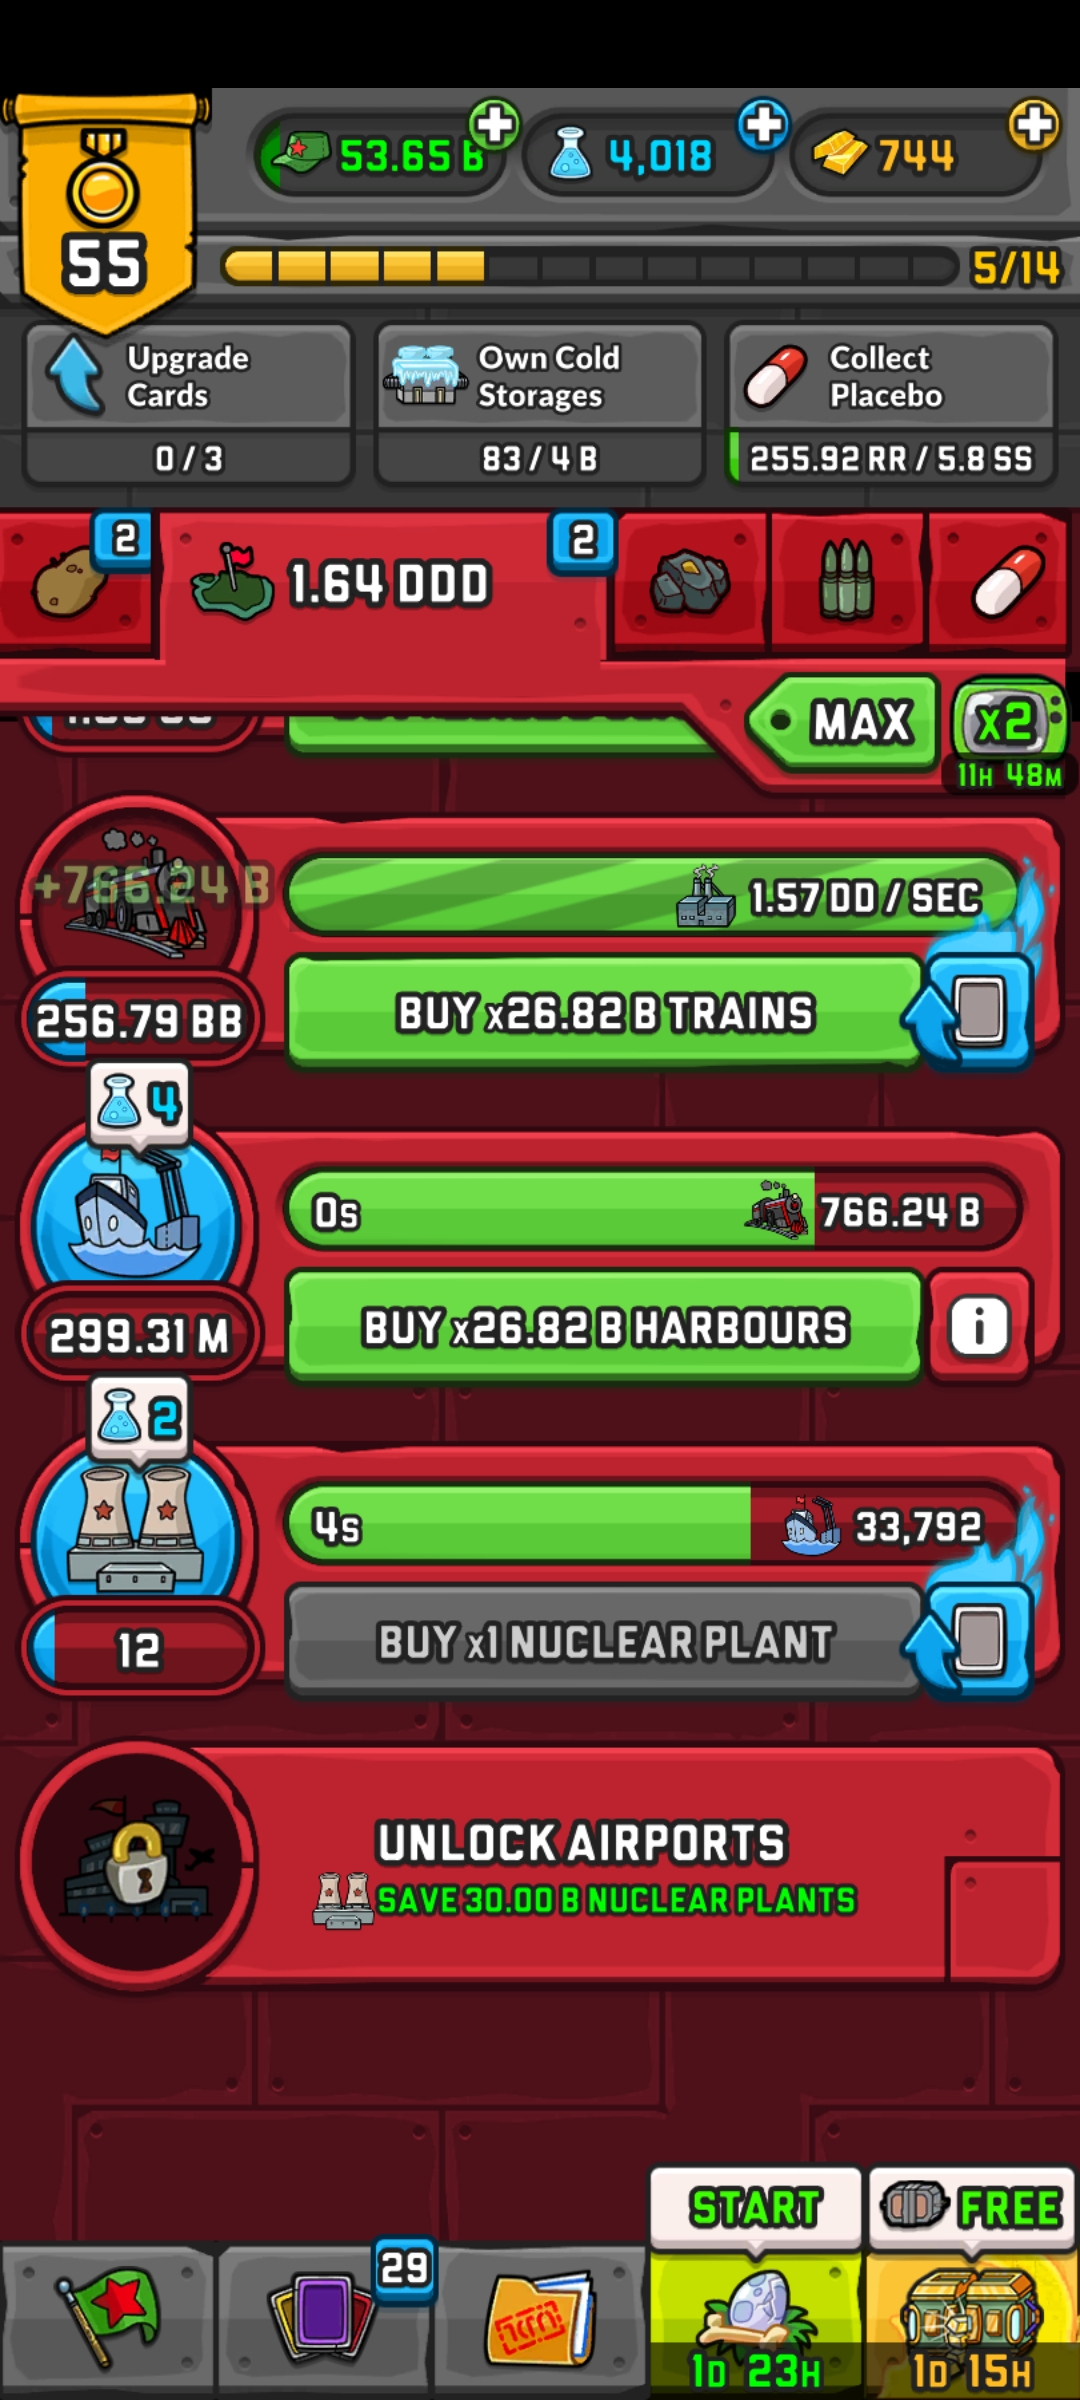 55
53.65 B
4,018
744
5/14
Upgrade
Cards
0 / 3
Own Cold
Storages
83 / 4 B
Collect
Placebo
255.92 RR / 5.8 SS
2
1.64 DDD
2
MAX
x2
11H 48M
+766.24 B
1.57 DD / SEC
256.79 BB
BUY x26.82 B TRAINS
4
0s
766.24 B
299.31 M
BUY x26.82 B HARBOURS
i
2
4s
33,792
12
BUY x1 NUCLEAR PLANT
UNLOCK AIRPORTS
SAVE 30.00 B NUCLEAR PLANTS
START
FREE
29
1D 23H
1D 15H